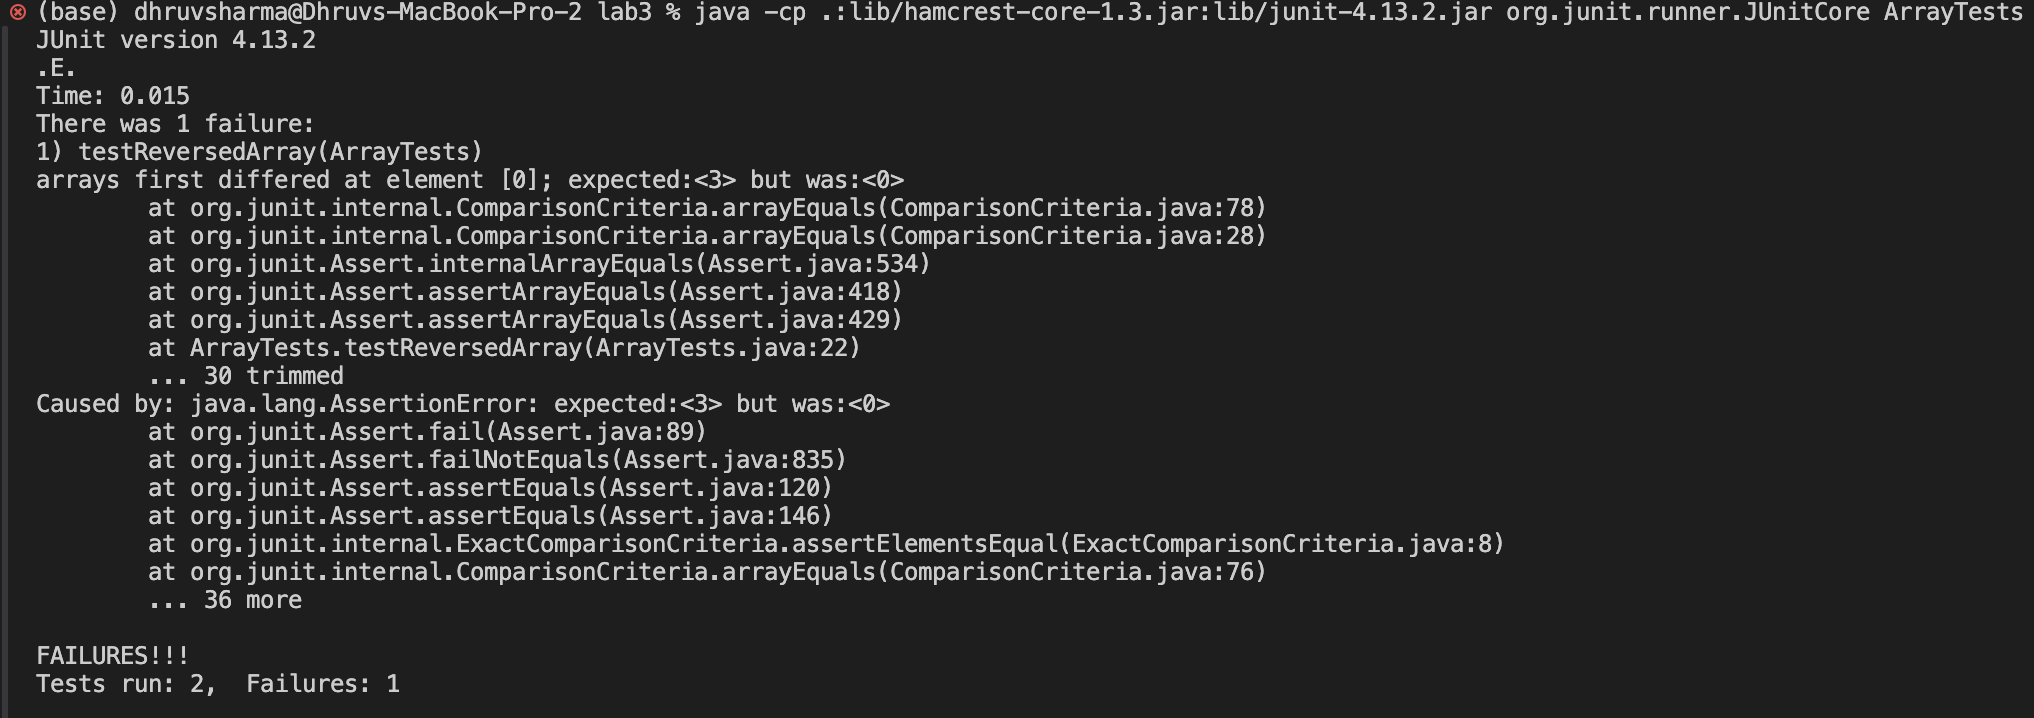 (base) dhruvsharma@Dhruvs-MacBook-Pro-2 lab3 % java -cp .:lib/hamcrest-core-1.3.jar:lib/junit-4.13.2.jar org.junit.runner.JUnitCore ArrayTests
JUnit version 4.13.2
.E.
Time: 0.015
There was 1 failure:
1) testReversedArray(ArrayTests)
arrays first differed at element [0]; expected:<3> but was:<0>
        at org.junit.internal.ComparisonCriteria.arrayEquals(ComparisonCriteria.java:78)
        at org.junit.internal.ComparisonCriteria.arrayEquals(ComparisonCriteria.java:28)
        at org.junit.Assert.internalArrayEquals(Assert.java:534)
        at org.junit.Assert.assertArrayEquals(Assert.java:418)
        at org.junit.Assert.assertArrayEquals(Assert.java:429)
        at ArrayTests.testReversedArray(ArrayTests.java:22)
        ... 30 trimmed
Caused by: java.lang.AssertionError: expected:<3> but was:<0>
        at org.junit.Assert.fail(Assert.java:89)
        at org.junit.Assert.failNotEquals(Assert.java:835)
        at org.junit.Assert.assertEquals(Assert.java:120)
        at org.junit.Assert.assertEquals(Assert.java:146)
        at org.junit.internal.ExactComparisonCriteria.assertElementsEqual(ExactComparisonCriteria.java:8)
        at org.junit.internal.ComparisonCriteria.arrayEquals(ComparisonCriteria.java:76)
        ... 36 more

FAILURES!!!
Tests run: 2,  Failures: 1